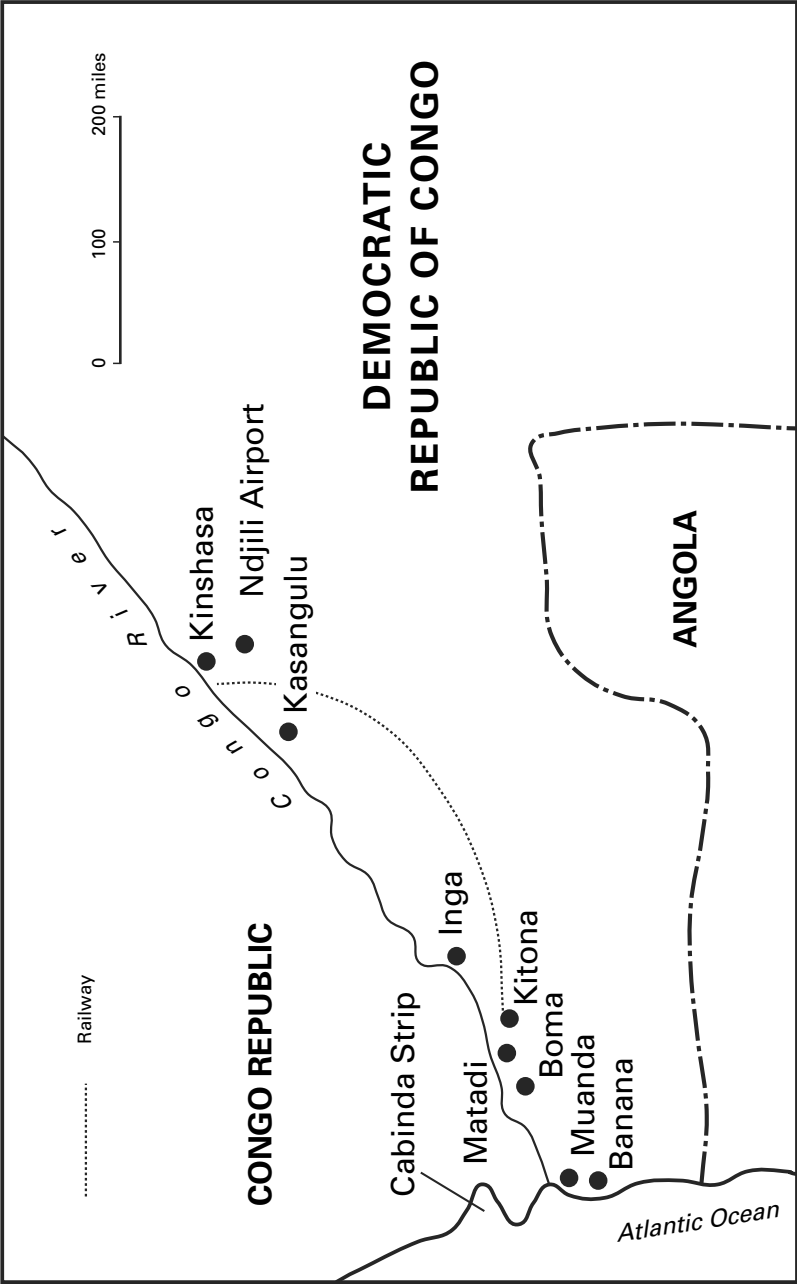 Railway
0 100 200 miles
CONGO REPUBLIC
Congo River
Kinshasa
Ndjili Airport
Kasangulu
DEMOCRATIC
REPUBLIC OF CONGO
Cabinda Strip
Inga
Matadi
Kitona
Boma
Muanda
Banana
ANGOLA
Atlantic Ocean